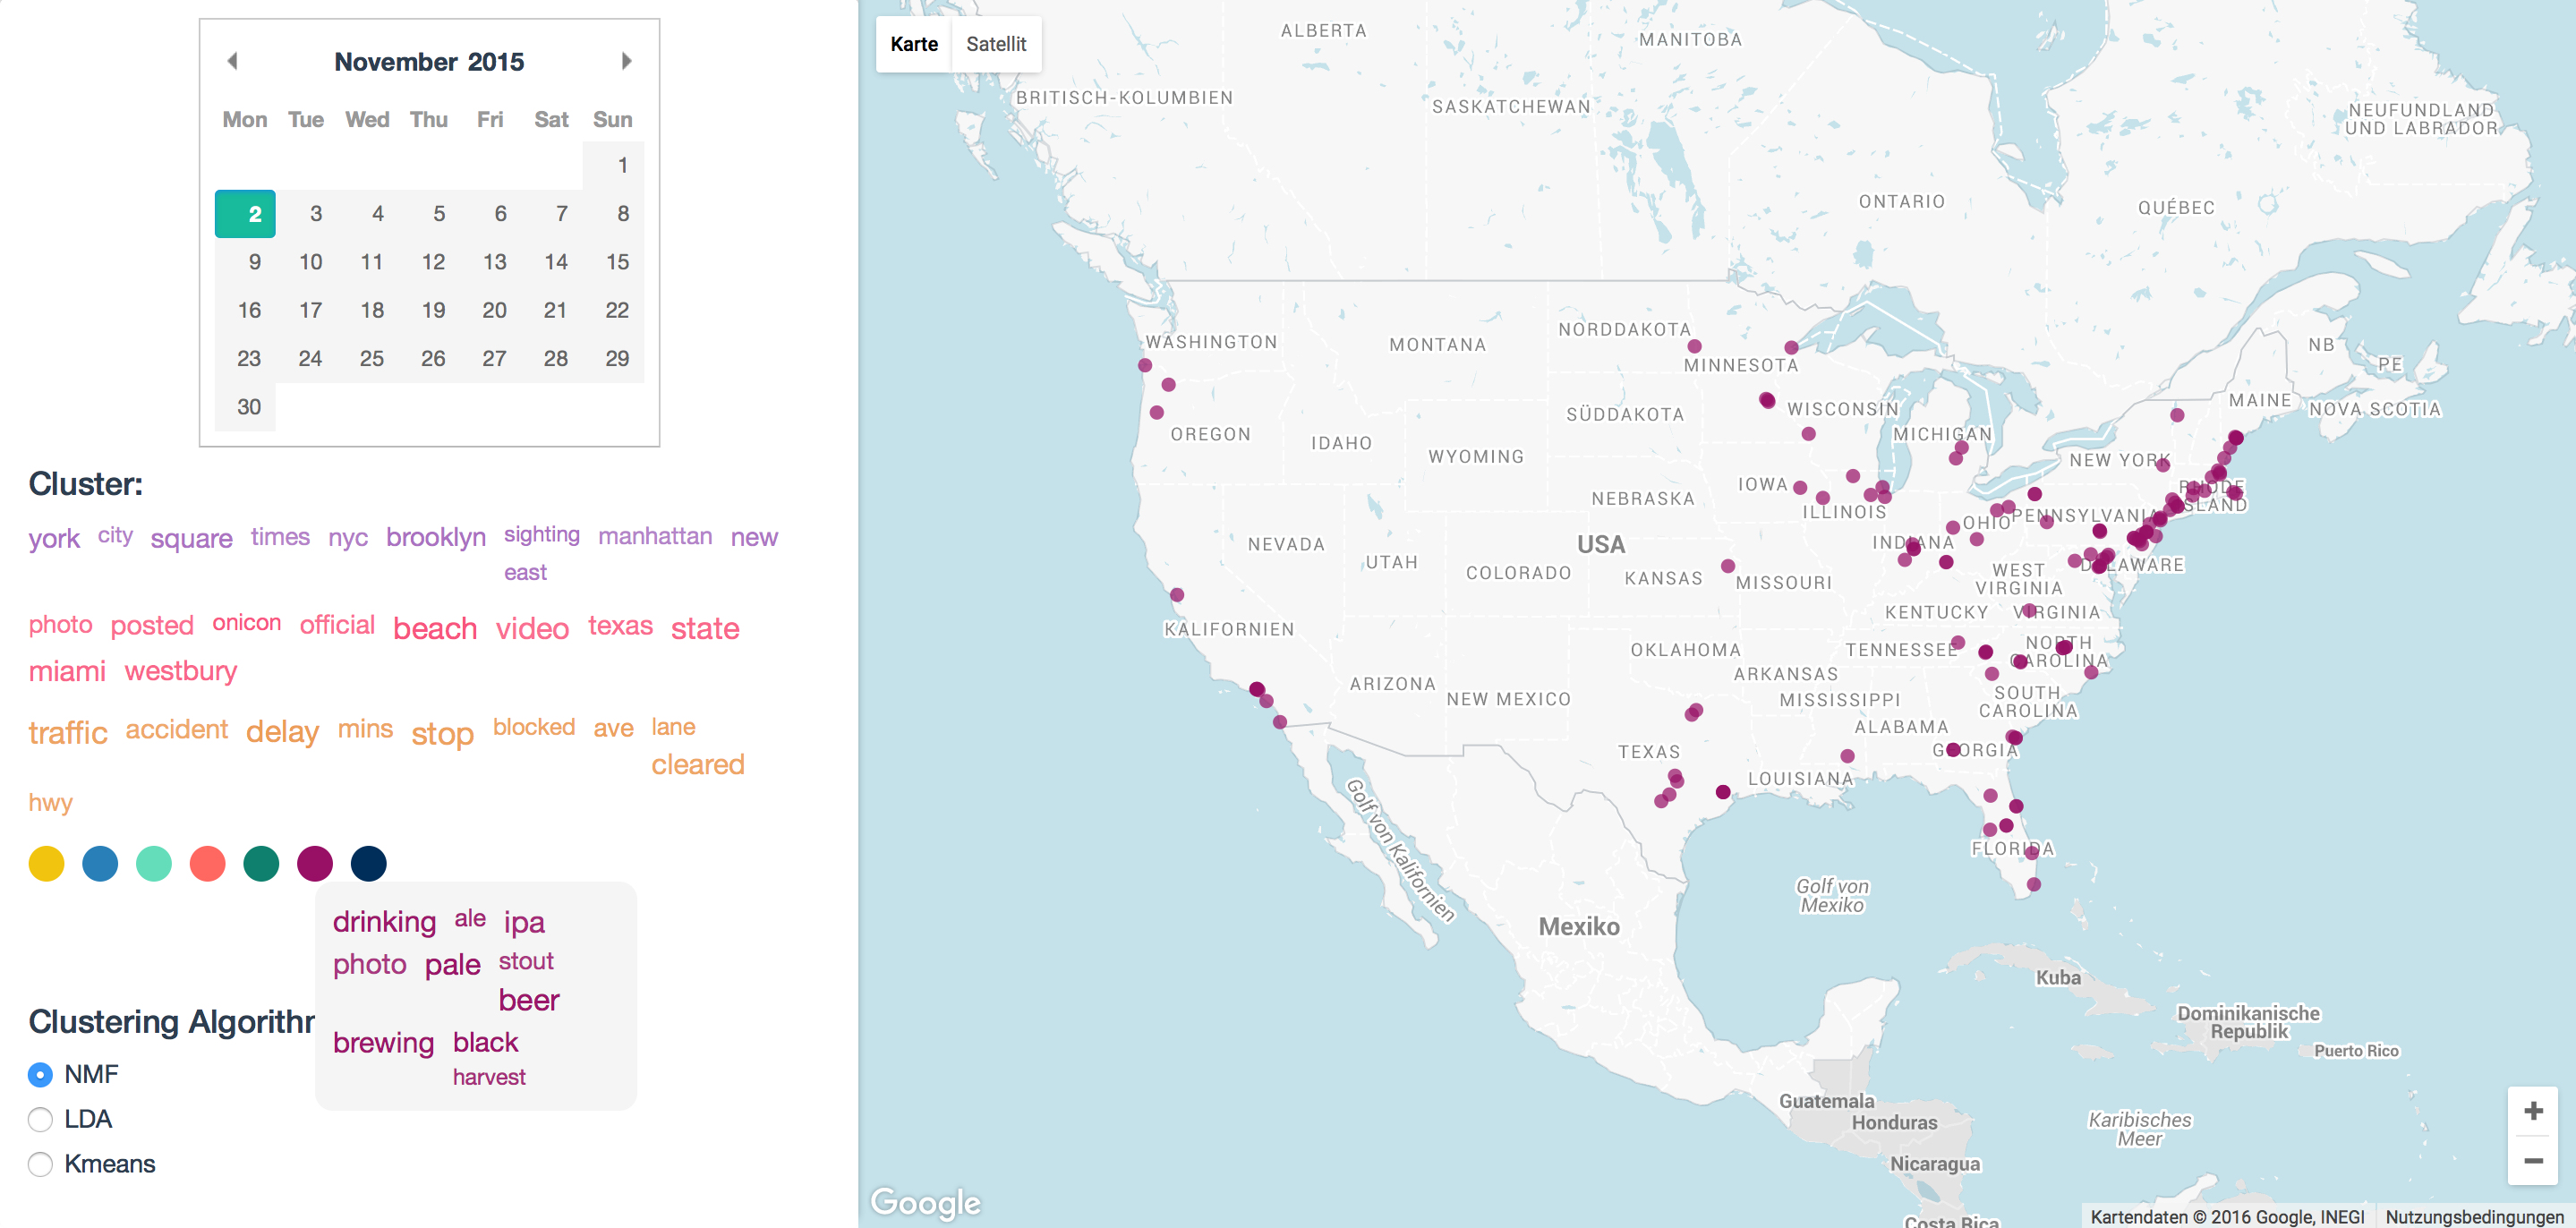 November 2015
Mon Tue Wed Thu Fri Sat Sun
1
2 3 4 5 6 7 8
9 10 11 12 13 14 15
16 17 18 19 20 21 22
23 24 25 26 27 28 29
30
Cluster:
york city square times nyc brooklyn sighting manhattan new
east
photo posted onicon official beach video texas state
miami westbury
traffic accident delay mins stop blocked ave lane
cleared
hwy
drinking ale ipa
photo pale stout
beer
brewing black
harvest
Clustering Algorithm
NMF
LDA
Kmeans
Karte Satellit
ALBERTA
MANITOBA
BRITISCH-KOLUMBIEN
SASKATCHEWAN
NEUFUNDLAND
UND LABRADOR
ONTARIO
QUÉBEC
WASHINGTON
MONTANA
NORDDAKOTA
MINNESOTA
NB
PE
OREGON
IDAHO
WYOMING
SÜDDAKOTA
WISCONSIN
MICHIGAN
MAINE
NOVA SCOTIA
NEW YORK
NEBRASKA
IOWA
ILLINOIS
RHODE
ISLAND
OHIO
PENNSYLVANIA
NEVADA
UTAH
COLORADO
USA
KANSAS
MISSOURI
INDIANA
WEST
VIRGINIA
DELAWARE
KENTUCKY
VIRGINIA
KALIFORNIEN
ARIZONA
NEW MEXICO
OKLAHOMA
ARKANSAS
TENNESSEE
NORTH
CAROLINA
MISSISSIPPI
SOUTH
CAROLINA
ALABAMA
GEORGIA
TEXAS
LOUISIANA
FLORIDA
Golf von Kalifornien
Golf von
Mexiko
Mexiko
Kuba
Dominikanische
Republik
Puerto Rico
Guatemala
Honduras
Karibisches
Meer
Nicaragua
Costa Rica
+
−
Google
Kartendaten © 2016 Google, INEGI Nutzungsbedingungen